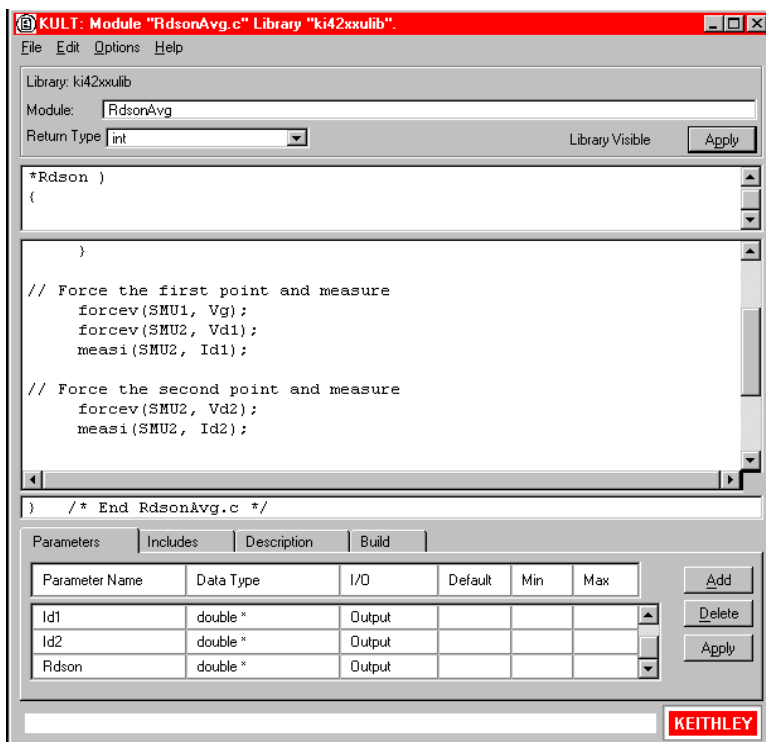 KULT: Module "RdsonAvg.c" Library "ki42xxulib".
File Edit Options Help
Library: ki42xxulib
Module: RdsonAvg
Return Type int Library Visible Apply
*Rdson )
{
}
// Force the first point and measure
forcev(SMU1, Vg);
forcev(SMU2, Vd1);
measi(SMU2, Id1);
// Force the second point and measure
forcev(SMU2, Vd2);
measi(SMU2, Id2);
} /* End RdsonAvg.c */
Parameters Includes Description Build
Parameter Name Data Type I/O Default Min Max Add
Id1 double * Output Delete
Id2 double * Output
Rdson double * Output Apply
KEITHLEY